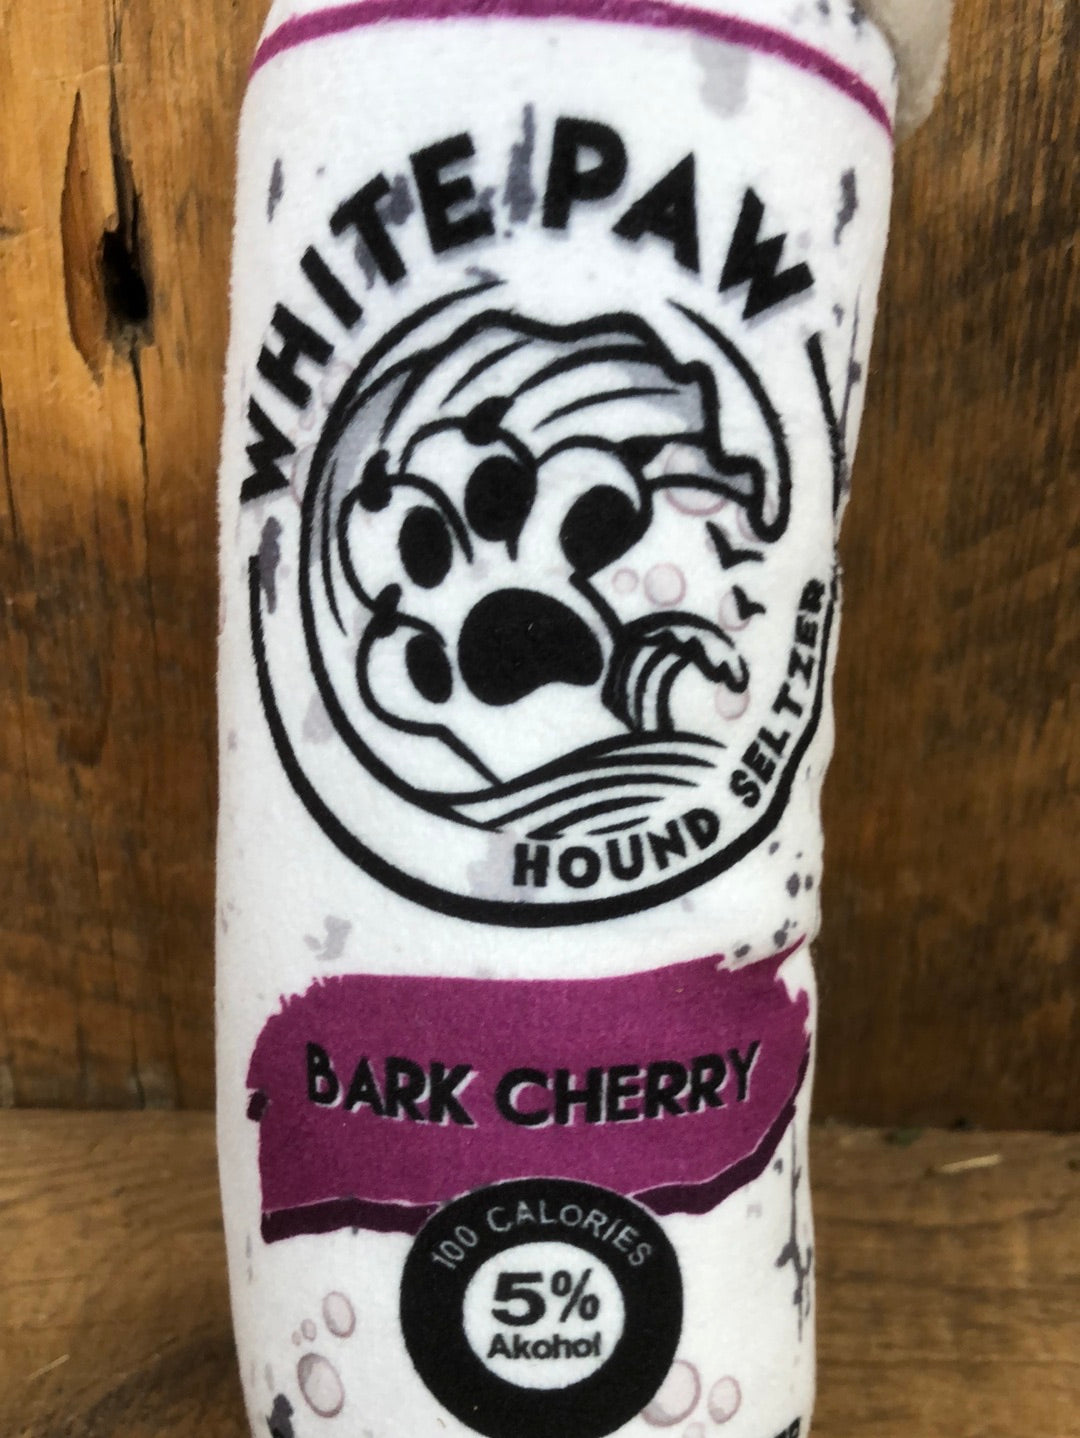 WHITE PAW
HOUND SELTZER
BARK CHERRY
100 CALORIES
5%
Akohol